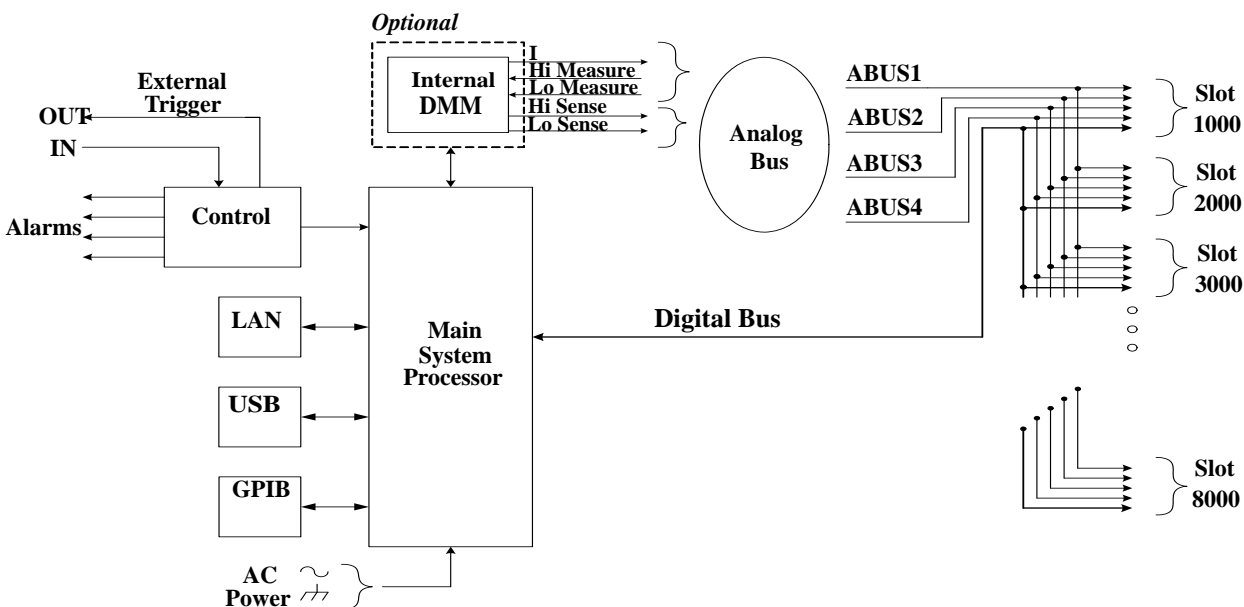 Optional
Internal
DMM
I
Hi Measure
Lo Measure
Hi Sense
Lo Sense
External
Trigger
OUT
IN
Alarms
Control
Analog
Bus
ABUS1
ABUS2
ABUS3
ABUS4
Slot
1000
Slot
2000
Slot
3000
Slot
8000
LAN
USB
GPIB
Main
System
Processor
Digital Bus
AC
Power